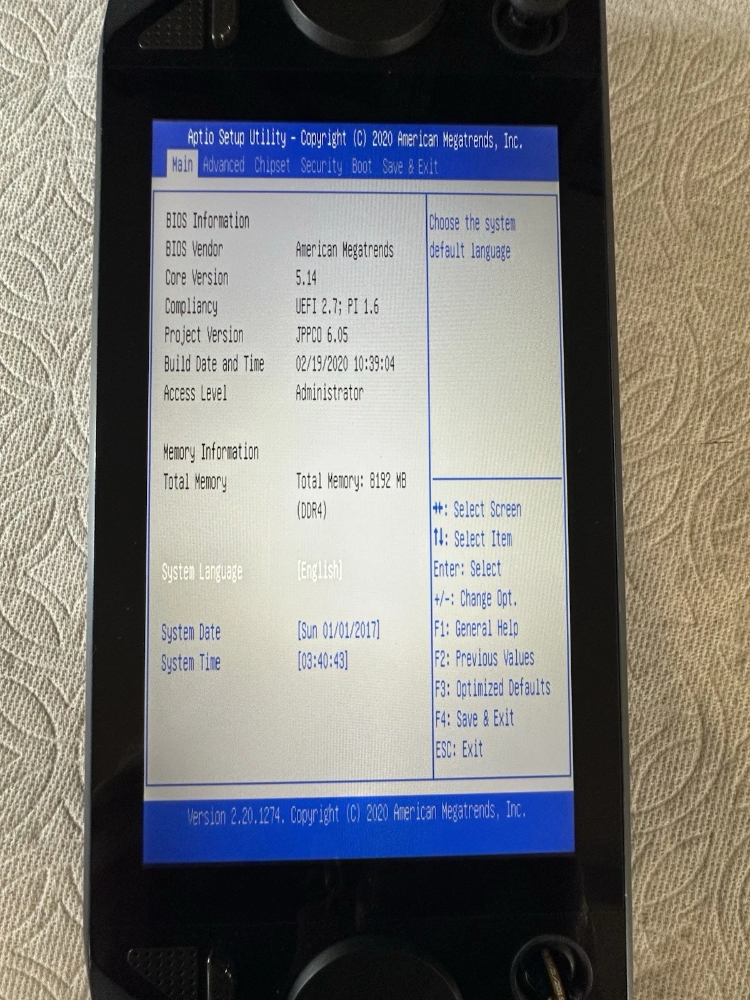 Aptio Setup Utility - Copyright (C) 2020 American Megatrends, Inc.
Main Advanced Chipset Security Boot Save & Exit
BIOS Information
BIOS Vendor American Megatrends
Core Version 5.14
Compliancy UEFI 2.7; PI 1.6
Project Version JPPCO 6.05
Build Date and Time 02/19/2020 10:39:04
Access Level Administrator
Memory Information
Total Memory Total Memory: 8192 MB
(DDR4)
System Language [English]
System Date [Sun 01/01/2017]
System Time [03:40:43]
Choose the system
default language
→←: Select Screen
↑↓: Select Item
Enter: Select
+/-: Change Opt.
F1: General Help
F2: Previous Values
F3: Optimized Defaults
F4: Save & Exit
ESC: Exit
Version 2.20.1274. Copyright (C) 2020 American Megatrends, Inc.